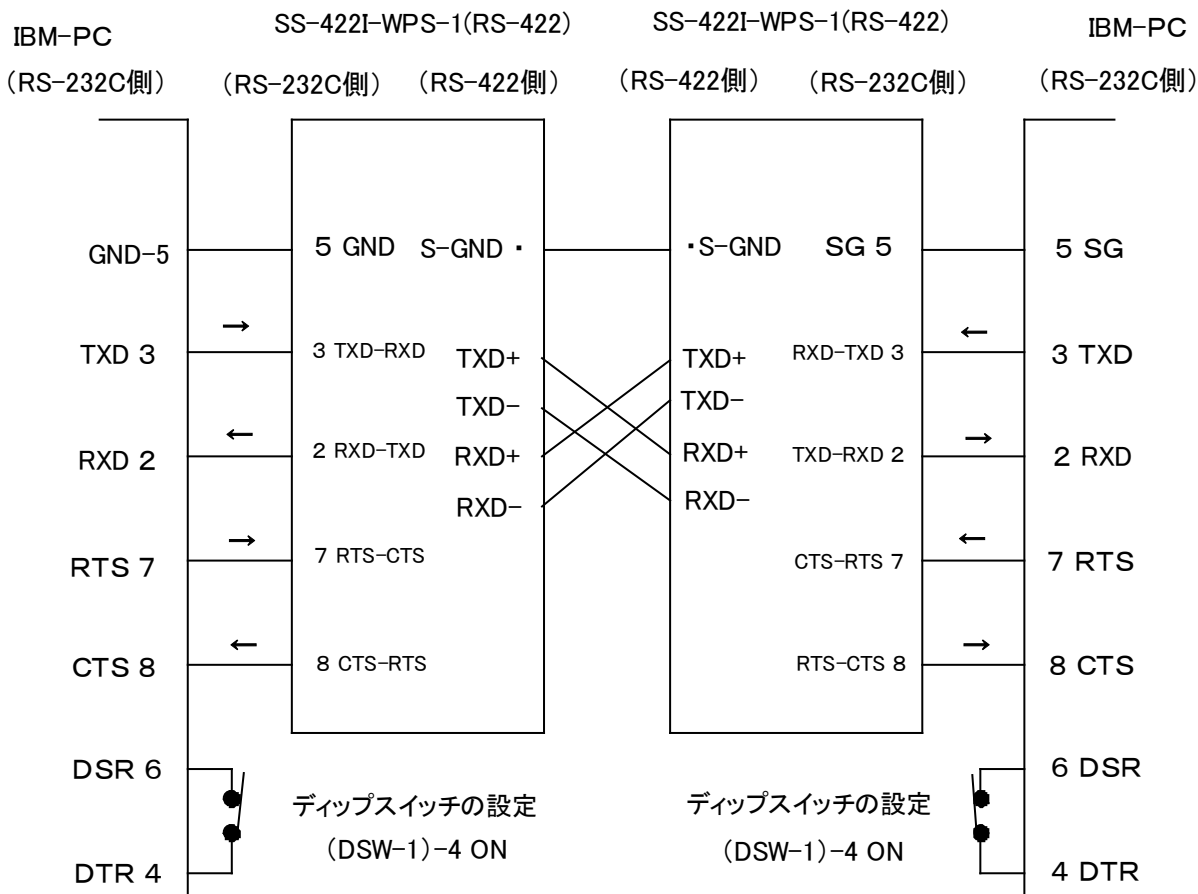 IBM-PC SS-422I-WPS-1(RS-422) SS-422I-WPS-1(RS-422) IBM-PC
(RS-232C側) (RS-232C側) (RS-422側) (RS-422側) (RS-232C側) (RS-232C側)
GND-5 5 GND S-GND・ ・S-GND SG 5 5 SG
→ ←
TXD 3 3 TXD-RXD TXD+ TXD+ RXD-TXD 3 3 TXD
TXD- TXD-
← →
RXD 2 2 RXD-TXD RXD+ RXD+ TXD-RXD 2 2 RXD
RXD- RXD-
→ ←
RTS 7 7 RTS-CTS CTS-RTS 7 7 RTS
← →
CTS 8 8 CTS-RTS RTS-CTS 8 8 CTS
DSR 6 6 DSR
ディップスイッチの設定 ディップスイッチの設定
(DSW-1)-4 ON (DSW-1)-4 ON
DTR 4 4 DTR